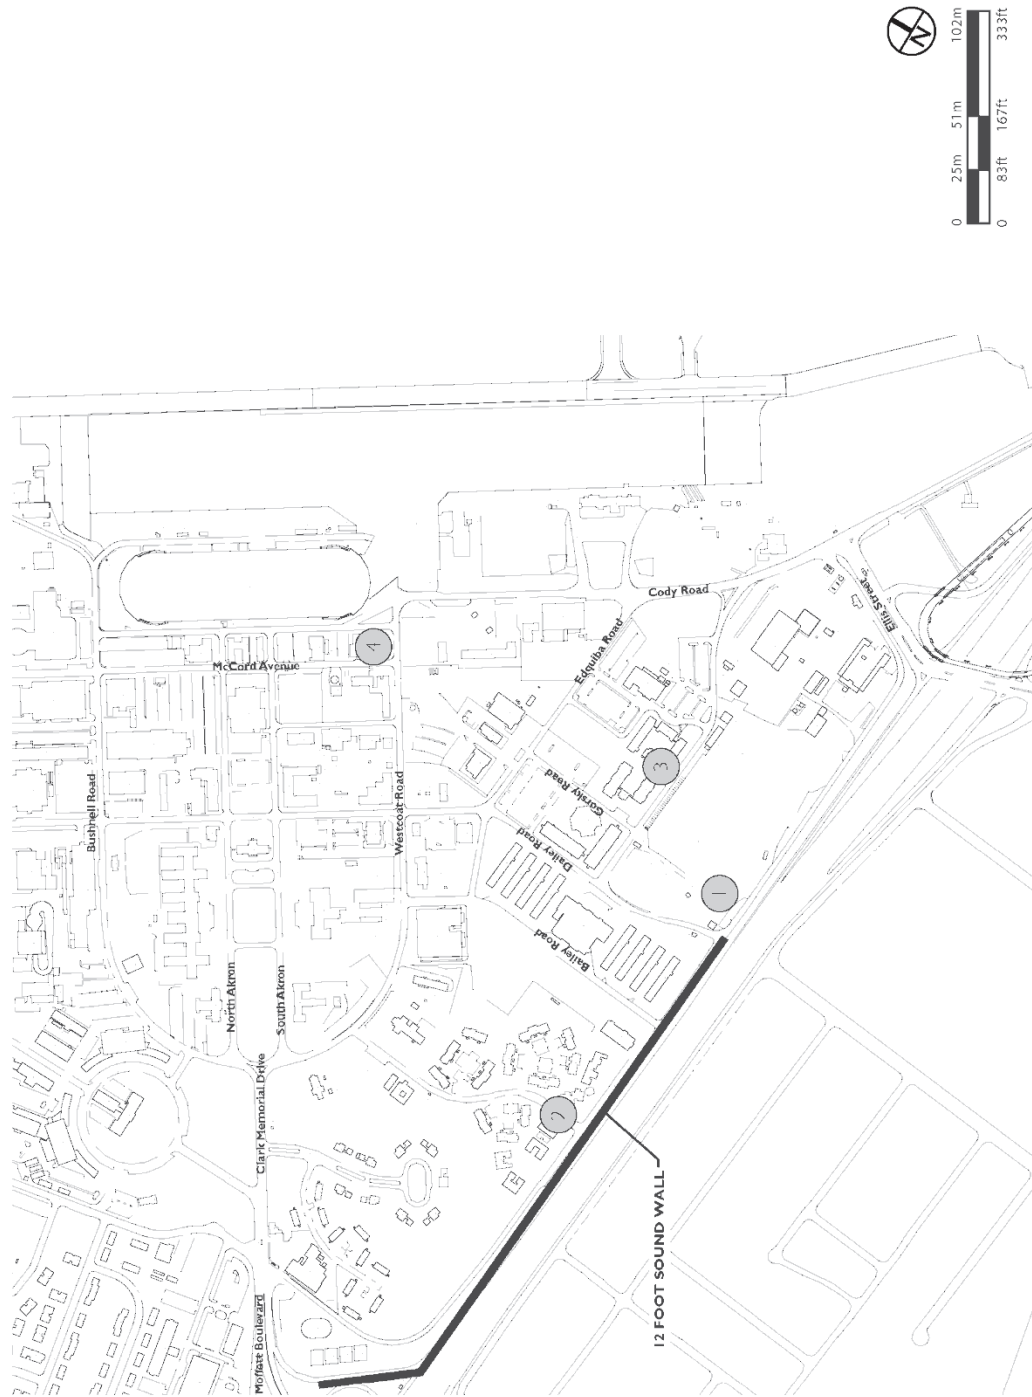 N
0 25m 51m 102m
0 83ft 167ft 333ft
Cody Road
Ellis Street
Edquiba Road
4
McCord Avenue
3
Gorsky Road
Bushnell Road
Westcoat Road
Dailey Road
1
Bailey Road
North Akron
South Akron
Clark Memorial Drive
12 FOOT SOUND WALL
Moffett Boulevard